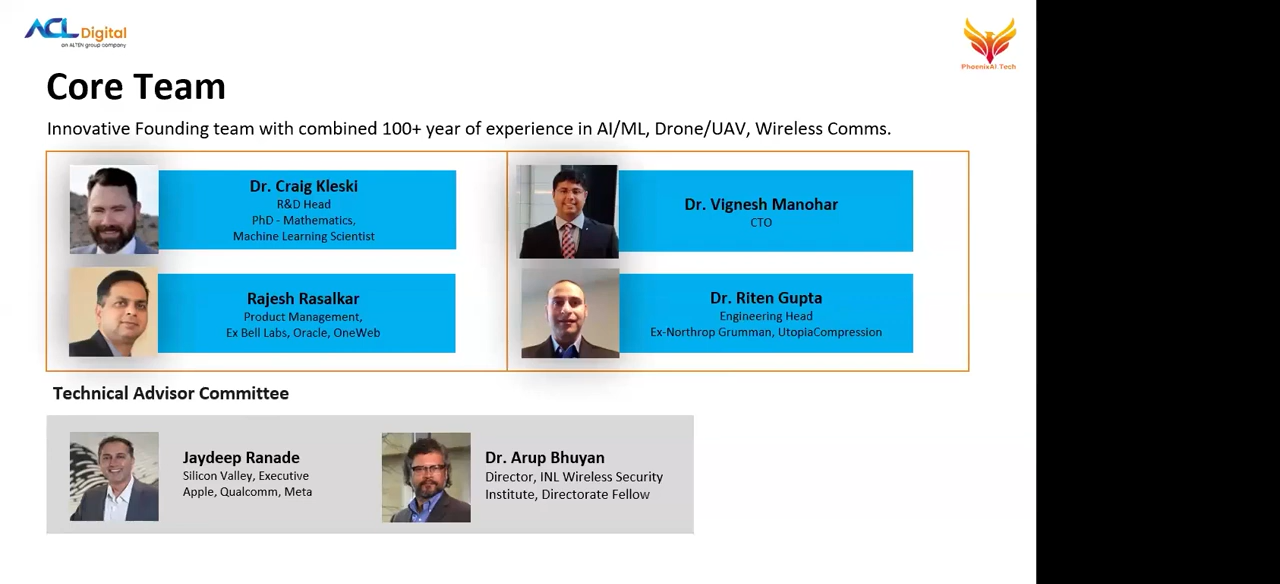 ACL Digital
an ALTEN group company
PhoenixAI Tech
Core Team
Innovative Founding team with combined 100+ year of experience in AI/ML, Drone/UAV, Wireless Comms.
Dr. Craig Kleski
R&D Head
PhD - Mathematics,
Machine Learning Scientist
Dr. Vignesh Manohar
CTO
Rajesh Rasalkar
Product Management,
Ex Bell Labs, Oracle, OneWeb
Dr. Riten Gupta
Engineering Head
Ex-Northrop Grumman, UtopiaCompression
Technical Advisor Committee
Jaydeep Ranade
Silicon Valley, Executive
Apple, Qualcomm, Meta
Dr. Arup Bhuyan
Director, INL Wireless Security
Institute, Directorate Fellow